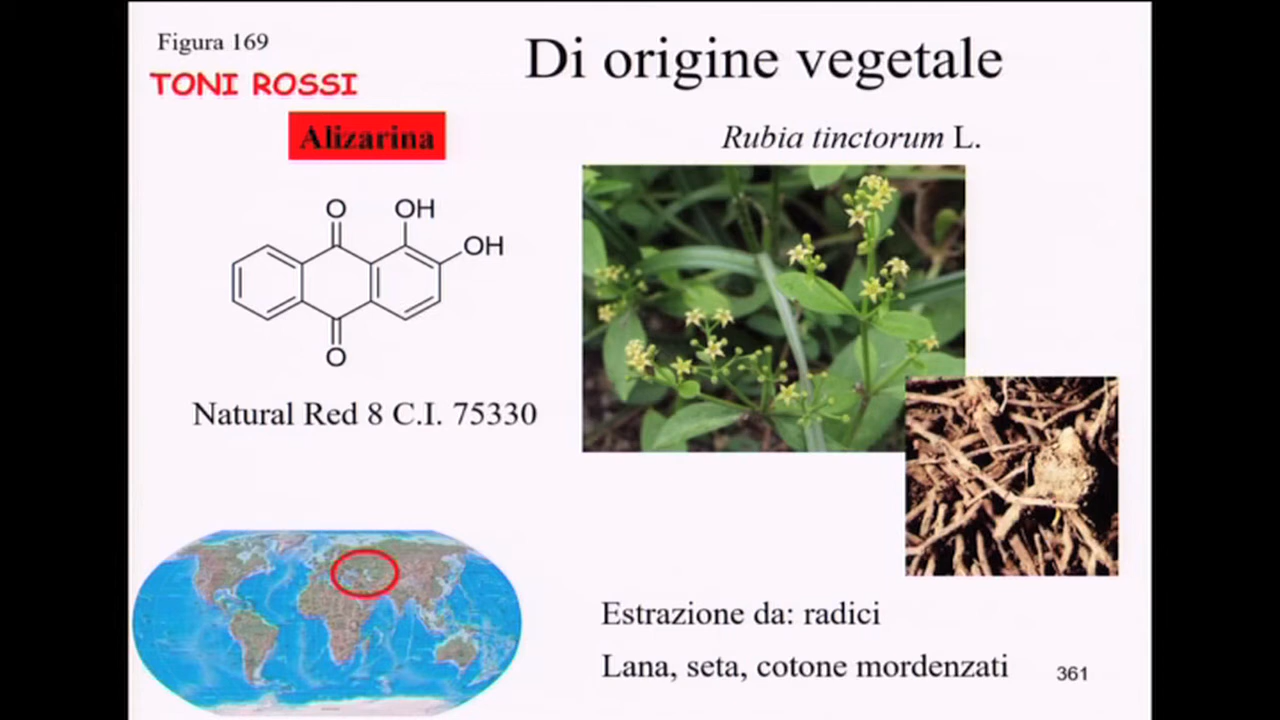 Figura 169
Di origine vegetale
TONI ROSSI
Alizarina
Rubia tinctorum L.
O
OH
OH
O
Natural Red 8 C.I. 75330
Estrazione da: radici
Lana, seta, cotone mordenzati
361